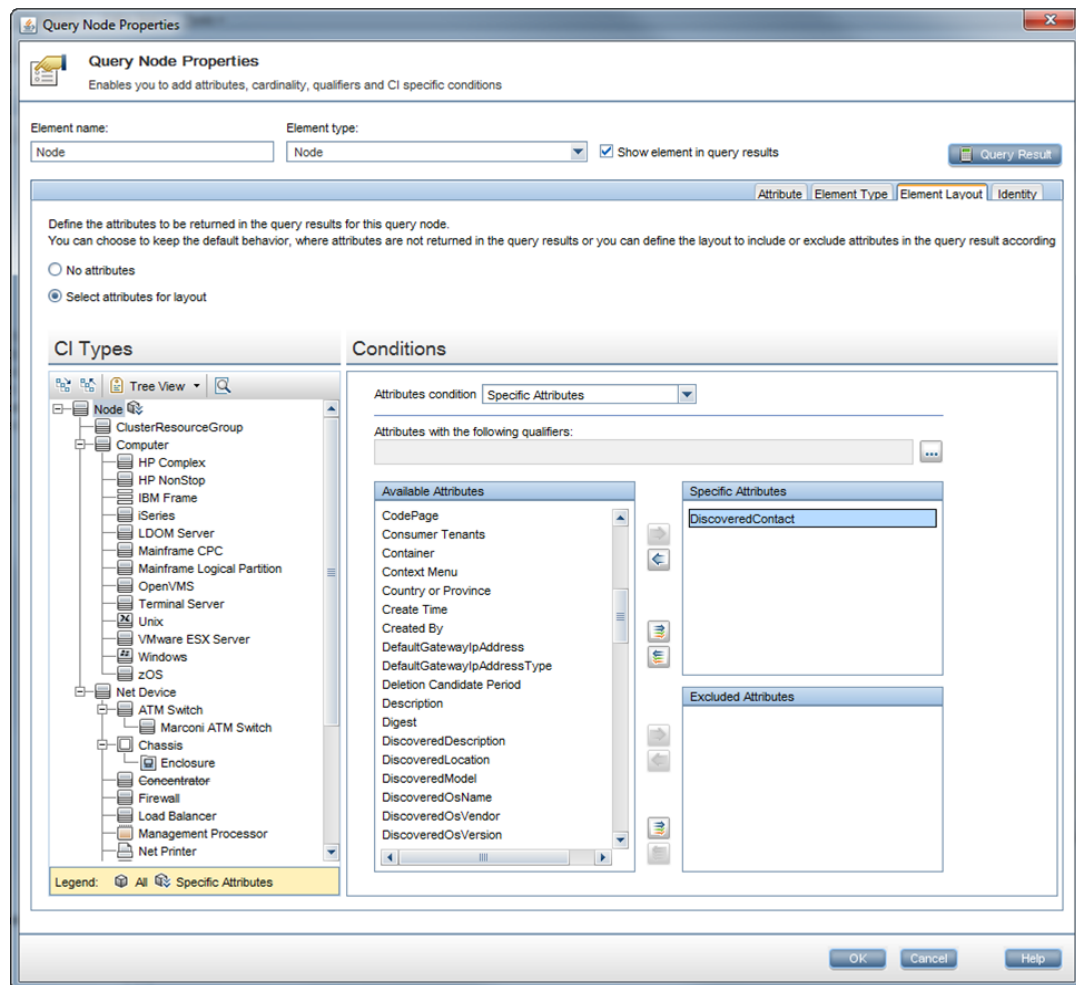 Query Node Properties
Query Node Properties
Enables you to add attributes, cardinality, qualifiers and CI specific conditions
Element name:
Element type:
Node
Node
Show element in query results
Query Result
Attribute
Element Type
Element Layout
Identity
Define the attributes to be returned in the query results for this query node.
You can choose to keep the default behavior, where attributes are not returned in the query results or you can define the layout to include or exclude attributes in the query result according
No attributes
Select attributes for layout
CI Types
Tree View
Node
ClusterResourceGroup
Computer
HP Complex
HP NonStop
IBM Frame
iSeries
LDOM Server
Mainframe CPC
Mainframe Logical Partition
OpenVMS
Terminal Server
Unix
VMware ESX Server
Windows
zOS
Net Device
ATM Switch
Marconi ATM Switch
Chassis
Enclosure
Concentrator
Firewall
Load Balancer
Management Processor
Net Printer
Legend: All Specific Attributes
Conditions
Attributes condition
Specific Attributes
Attributes with the following qualifiers:
...
Available Attributes
CodePage
Consumer Tenants
Container
Context Menu
Country or Province
Create Time
Created By
DefaultGatewayIpAddress
DefaultGatewayIpAddressType
Deletion Candidate Period
Description
Digest
DiscoveredDescription
DiscoveredLocation
DiscoveredModel
DiscoveredOsName
DiscoveredOsVendor
DiscoveredOsVersion
Specific Attributes
DiscoveredContact
Excluded Attributes
OK
Cancel
Help